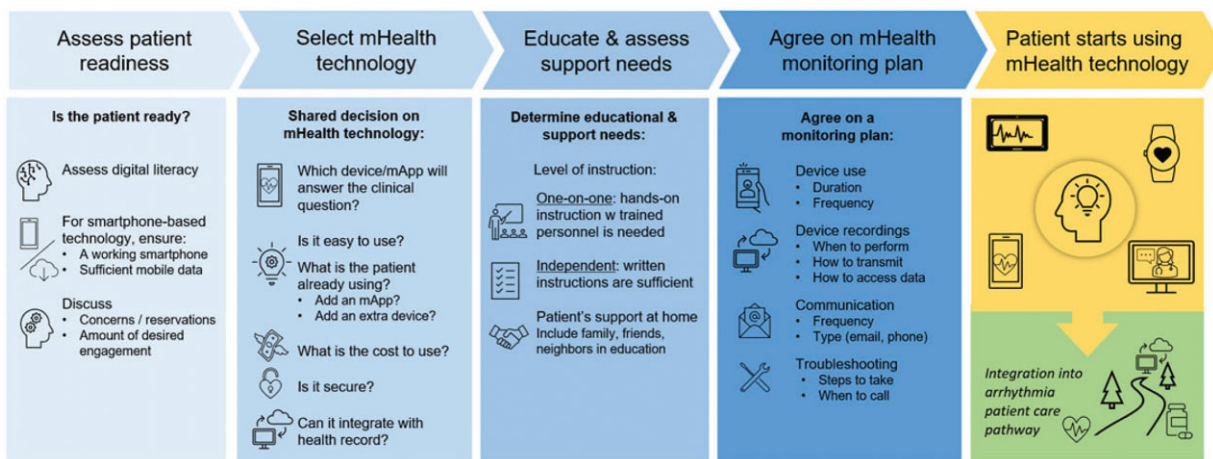 Assess patient
readiness
Select mHealth
technology
Educate & assess
support needs
Agree on mHealth
monitoring plan
Patient starts using
mHealth technology
Is the patient ready?
Assess digital literacy
For smartphone-based
technology, ensure:
• A working smartphone
• Sufficient mobile data
Discuss
• Concerns / reservations
• Amount of desired
engagement
Shared decision on
mHealth technology:
Which device/mApp will
answer the clinical
question?
Is it easy to use?
What is the patient
already using?
• Add an mApp?
• Add an extra device?
What is the cost to use?
Is it secure?
Can it integrate with
health record?
Determine educational &
support needs:
Level of instruction:
One-on-one: hands-on
instruction w trained
personnel is needed
Independent: written
instructions are sufficient
Patient's support at home
Include family, friends,
neighbors in education
Agree on a
monitoring plan:
Device use
• Duration
• Frequency
Device recordings
• When to perform
• How to transmit
• How to access data
Communication
• Frequency
• Type (email, phone)
Troubleshooting
• Steps to take
• When to call
Integration into
arrhythmia
patient care
pathway